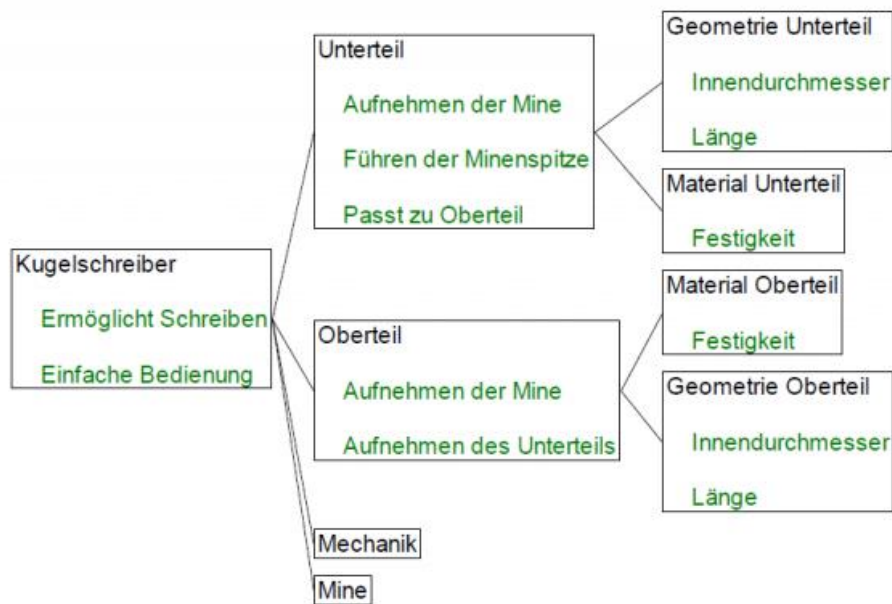 Kugelschreiber
Ermöglicht Schreiben
Einfache Bedienung
Unterteil
Aufnehmen der Mine
Führen der Minenspitze
Passt zu Oberteil
Oberteil
Aufnehmen der Mine
Aufnehmen des Unterteils
Mechanik
Mine
Geometrie Unterteil
Innendurchmesser
Länge
Material Unterteil
Festigkeit
Material Oberteil
Festigkeit
Geometrie Oberteil
Innendurchmesser
Länge